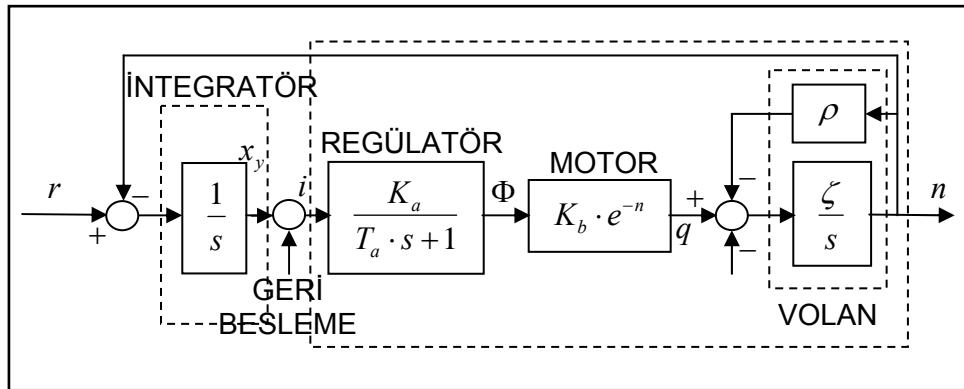 İNTEGRATÖR
REGÜLATÖR
MOTOR
ρ
r
+
−
1
s
x_y
i
K_a
T_a · s + 1
Φ
K_b · e^{-n}
+
q
−
−
ζ
s
n
GERİ
BESLEME
VOLAN